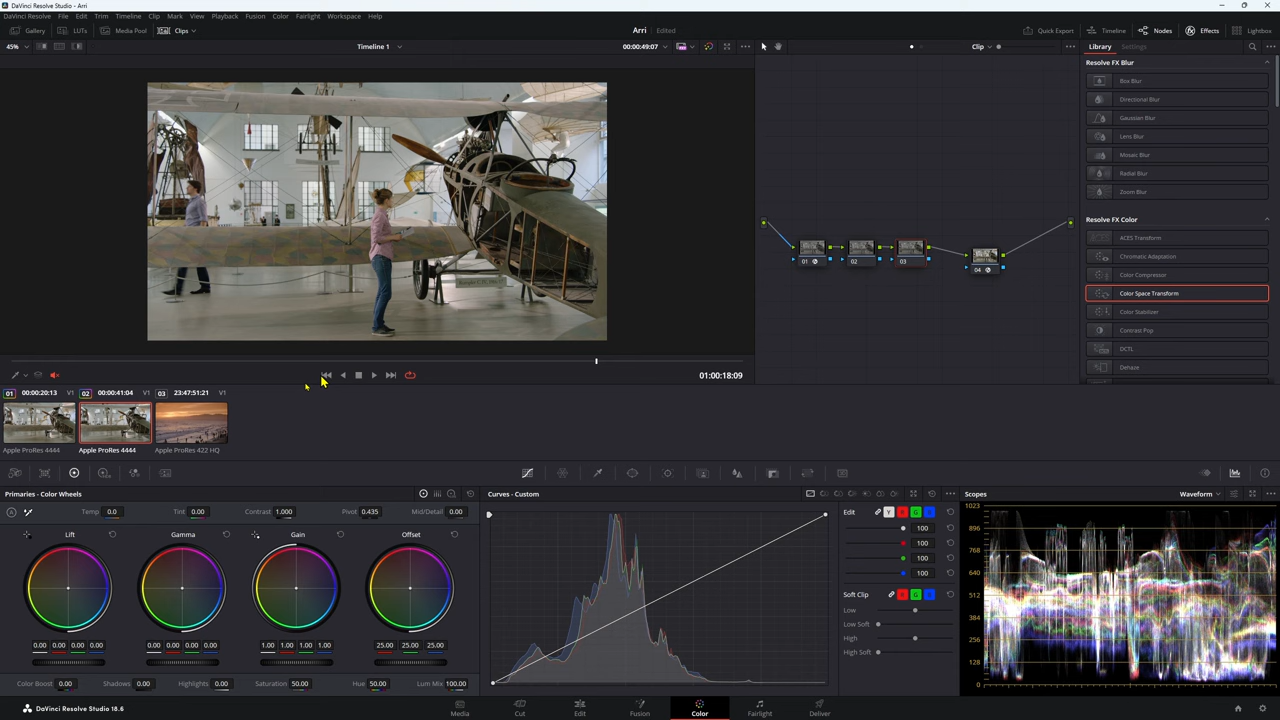 DaVinci Resolve Studio - Arri
DaVinci Resolve File Edit Trim Timeline Clip Mark View Playback Fusion Color Fairlight Workspace Help
Gallery LUTs Media Pool Clips Arri Edited Quick Export Timeline Nodes Effects Lightbox
45% Timeline 1 00:00:49:07 Clip Library Settings
Resolve FX Blur
Box Blur
Directional Blur
Gaussian Blur
Lens Blur
Mosaic Blur
Radial Blur
Zoom Blur
Resolve FX Color
ACES Transform
Chromatic Adaptation
Color Compressor
Color Space Transform
Color Stabilizer
Contrast Pop
DCTL
Dehaze
01 02 03 04
01:00:18:09
01 00:00:20:13 V1 02 00:00:41:04 V1 03 23:47:51:21 V1
Apple ProRes 4444 Apple ProRes 4444 Apple ProRes 422 HQ
Primaries - Color Wheels
Temp 0.0 Tint 0.00 Contrast 1.000 Pivot 0.435 Mid/Detail 0.00
Lift Gamma Gain Offset
0.00 0.00 0.00 0.00 0.00 0.00 0.00 0.00 1.00 1.00 1.00 1.00 25.00 25.00 25.00
Color Boost 0.00 Shadows 0.00 Highlights 0.00 Saturation 50.00 Hue 50.00 Lum Mix 100.00
Curves - Custom
Edit Y R G B
100
100
100
100
Soft Clip R G B
Low
Low Soft
High
High Soft
Scopes Waveform
1023
896
768
640
512
384
256
128
0
DaVinci Resolve Studio 18.6
Media Cut Edit Fusion Color Fairlight Deliver